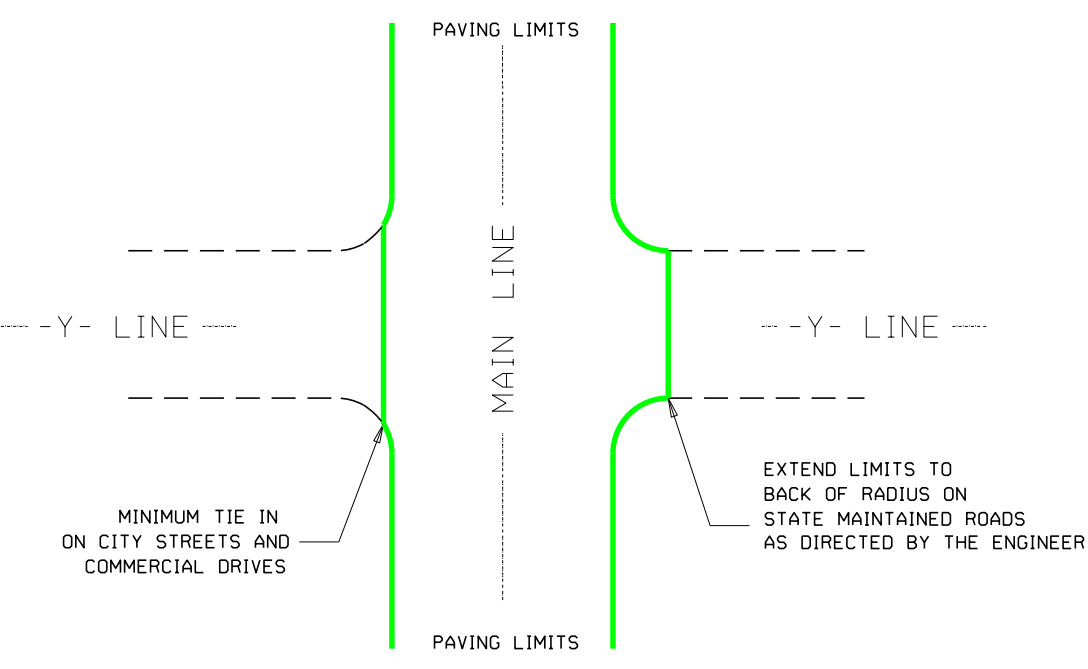 PAVING LIMITS
MAIN LINE
-Y- LINE
-Y- LINE
MINIMUM TIE IN
ON CITY STREETS AND
COMMERCIAL DRIVES
EXTEND LIMITS TO
BACK OF RADIUS ON
STATE MAINTAINED ROADS
AS DIRECTED BY THE ENGINEER
PAVING LIMITS